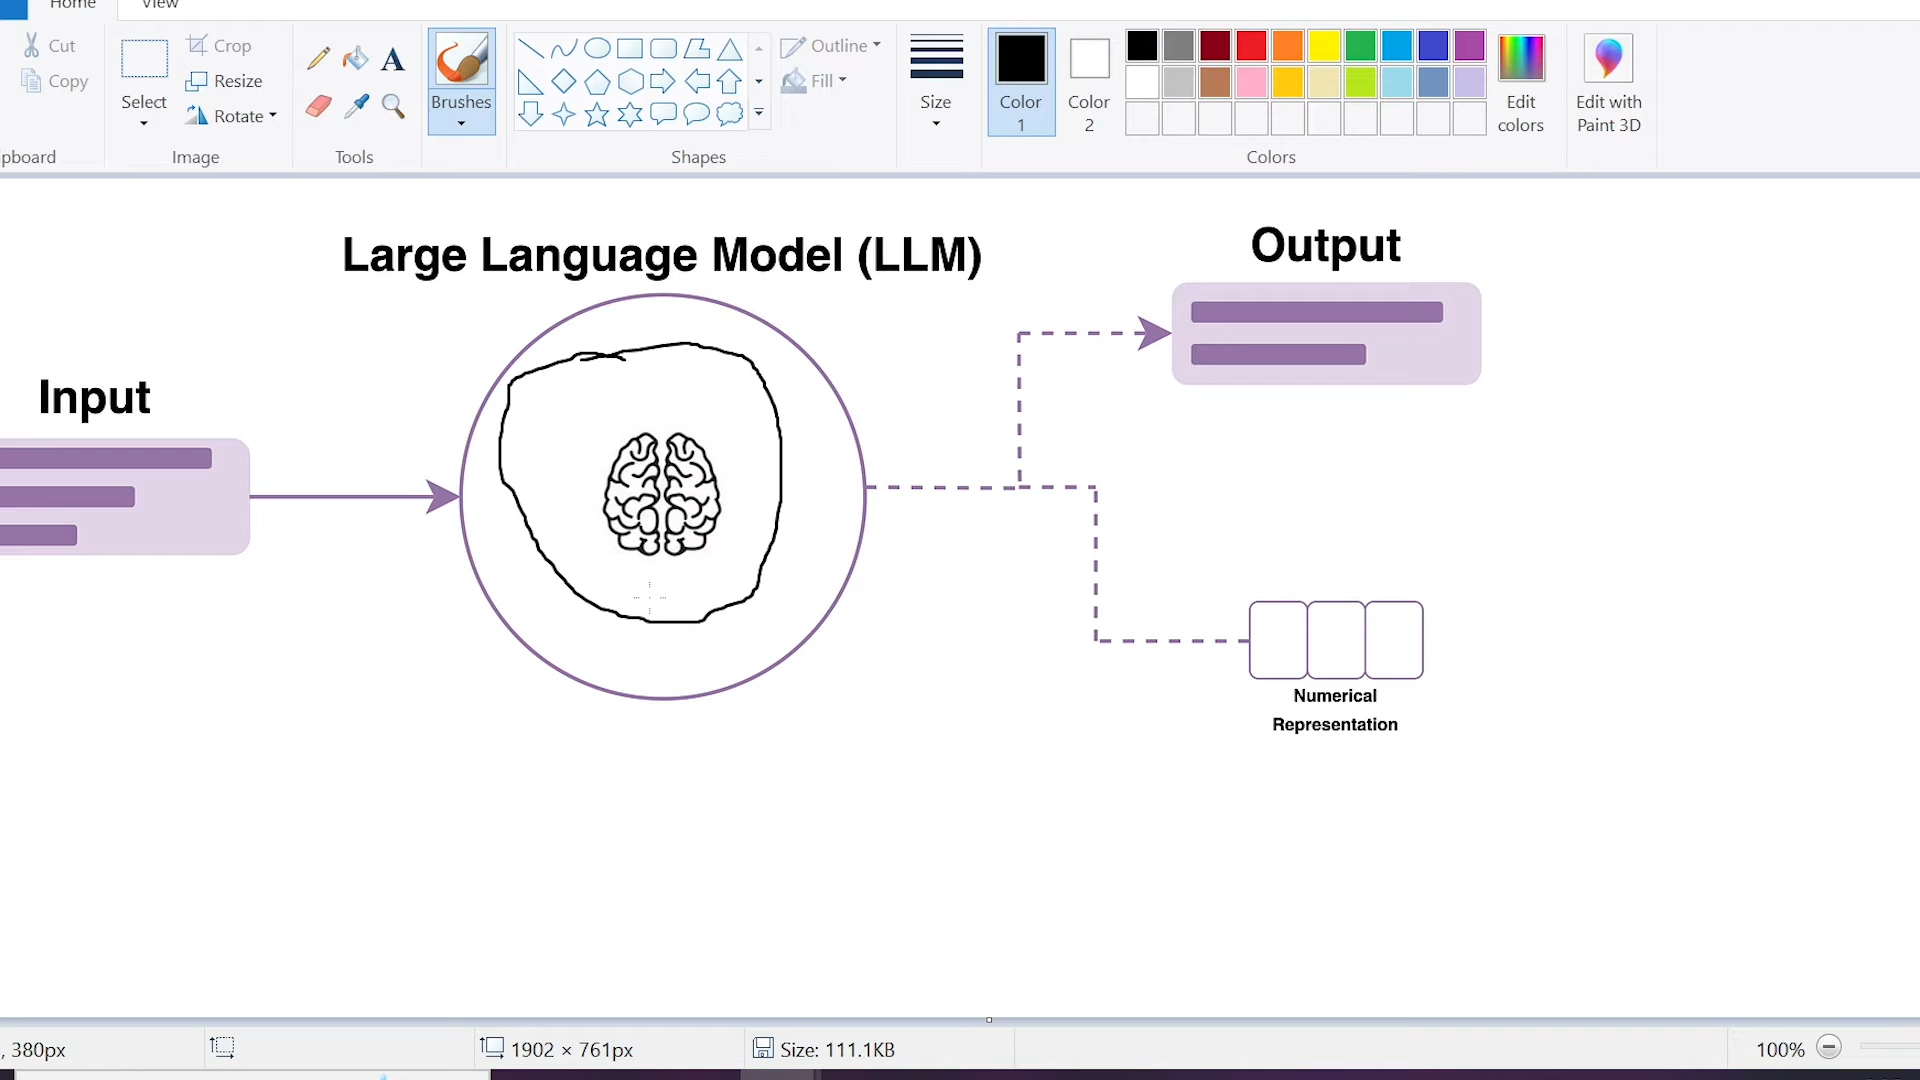 Home
View
Cut
Copy
pboard
Select
Crop
Resize
Rotate
Image
A
Tools
Brushes
Outline
Fill
Shapes
Size
Color
1
Color
2
Edit
colors
Edit with
Paint 3D
Colors
Large Language Model (LLM)
Output
Input
Numerical
Representation
, 380px
1902 × 761px
Size: 111.1KB
100%